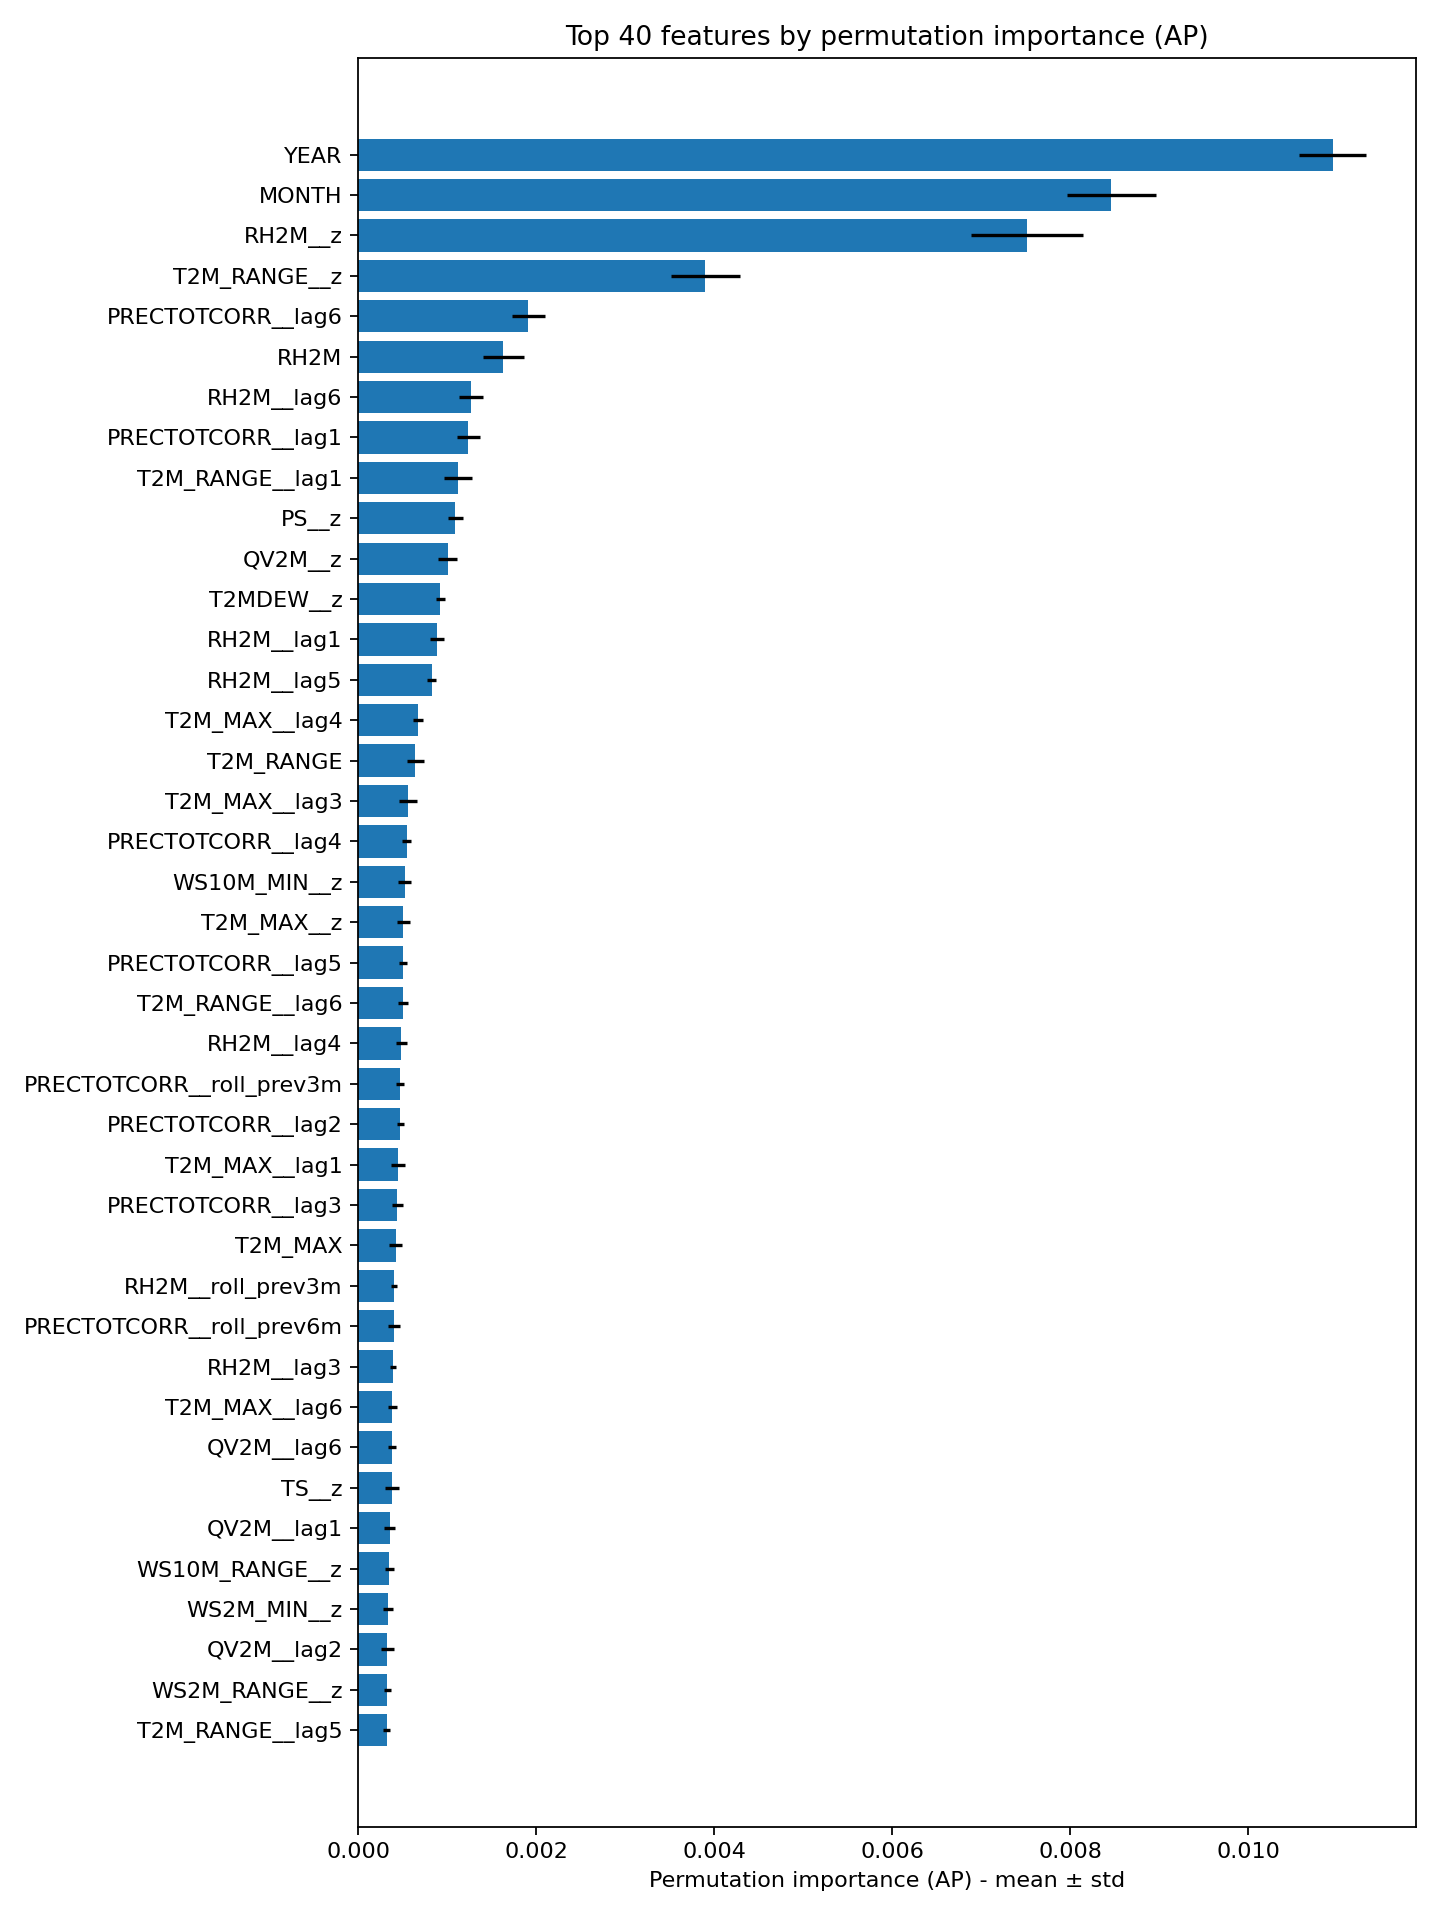 Top 40 features by permutation importance (AP)
YEAR
MONTH
RH2M__z
T2M_RANGE__z
PRECTOTCORR__lag6
RH2M
RH2M__lag6
PRECTOTCORR__lag1
T2M_RANGE__lag1
PS__z
QV2M__z
T2MDEW__z
RH2M__lag1
RH2M__lag5
T2M_MAX__lag4
T2M_RANGE
T2M_MAX__lag3
PRECTOTCORR__lag4
WS10M_MIN__z
T2M_MAX__z
PRECTOTCORR__lag5
T2M_RANGE__lag6
RH2M__lag4
PRECTOTCORR__roll_prev3m
PRECTOTCORR__lag2
T2M_MAX__lag1
PRECTOTCORR__lag3
T2M_MAX
RH2M__roll_prev3m
PRECTOTCORR__roll_prev6m
RH2M__lag3
T2M_MAX__lag6
QV2M__lag6
TS__z
QV2M__lag1
WS10M_RANGE__z
WS2M_MIN__z
QV2M__lag2
WS2M_RANGE__z
T2M_RANGE__lag5
0.000 0.002 0.004 0.006 0.008 0.010
Permutation importance (AP) - mean ± std